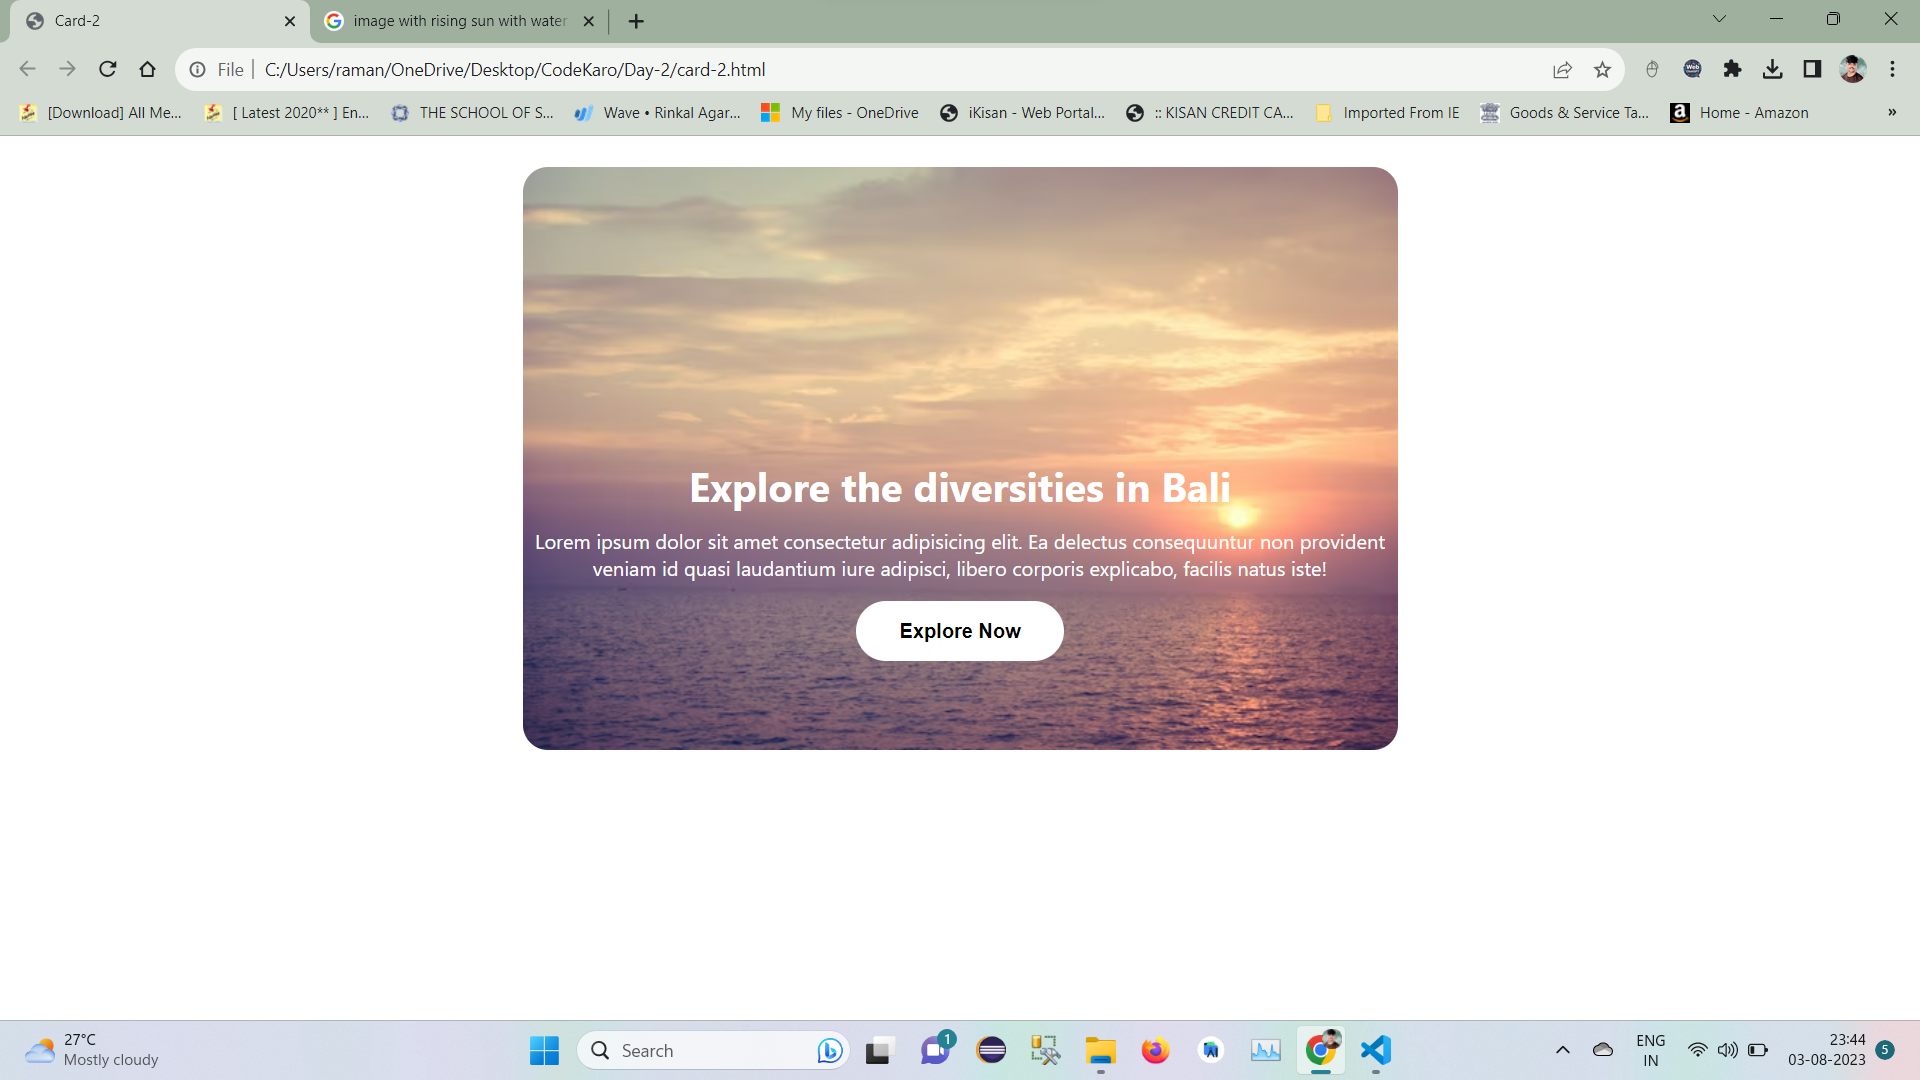 Card-2
image with rising sun with water
File
C:/Users/raman/OneDrive/Desktop/CodeKaro/Day-2/card-2.html
[Download] All Me...
[ Latest 2020** ] En...
THE SCHOOL OF S...
Wave • Rinkal Agar...
My files - OneDrive
iKisan - Web Portal...
:: KISAN CREDIT CA...
Imported From IE
Goods & Service Ta...
Home - Amazon
»
Explore the diversities in Bali
Lorem ipsum dolor sit amet consectetur adipisicing elit. Ea delectus consequuntur non provident
veniam id quasi laudantium iure adipisci, libero corporis explicabo, facilis natus iste!
Explore Now
27°C
Mostly cloudy
Search
1
ENG
IN
23:44
03-08-2023
5